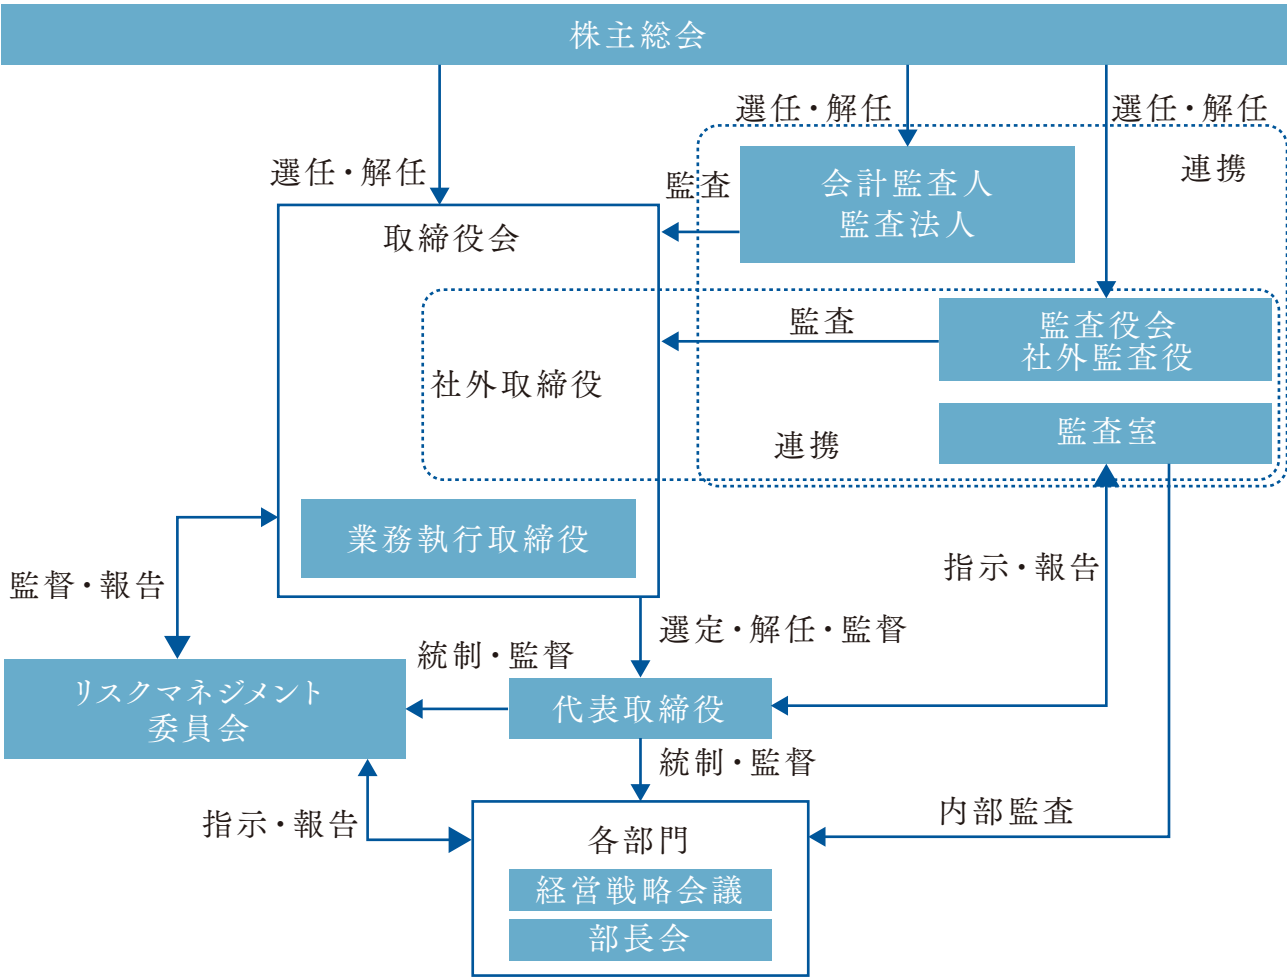 株主総会
選任・解任
選任・解任
選任・解任
連携
監査
会計監査人
監査法人
取締役会
監査
監査役会
社外監査役
社外取締役
連携
監査室
業務執行取締役
指示・報告
監督・報告
選定・解任・監督
統制・監督
リスクマネジメント
委員会
代表取締役
統制・監督
指示・報告
内部監査
各部門
経営戦略会議
部長会